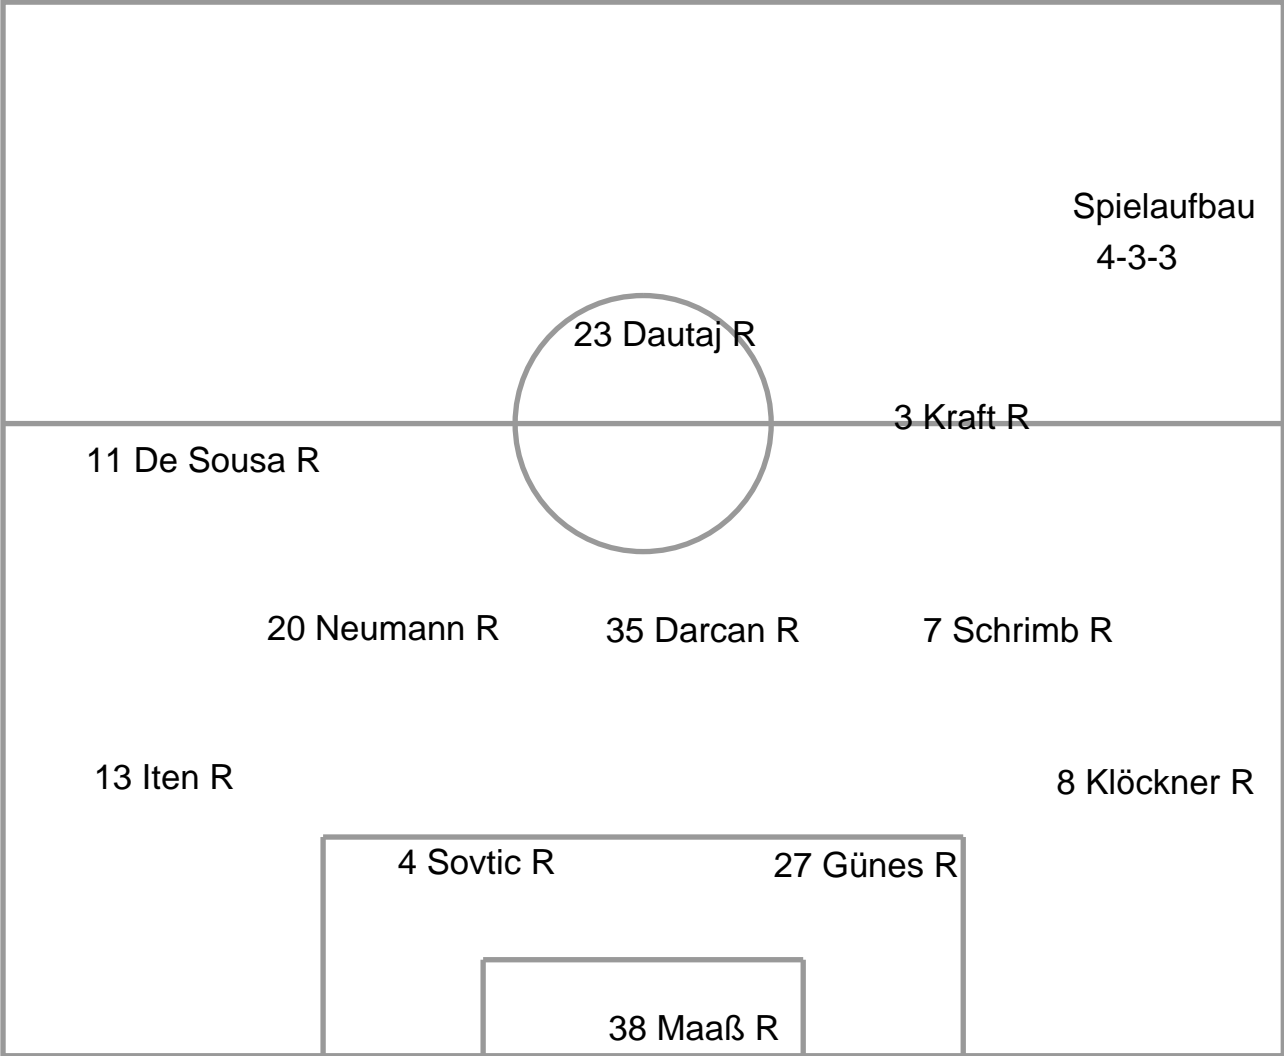 Spielaufbau
4-3-3
23 Dautaj R
3 Kraft R
11 De Sousa R
20 Neumann R
35 Darcan R
7 Schrimb R
13 Iten R
8 Klöckner R
4 Sovtic R
27 Günes R
38 Maaß R